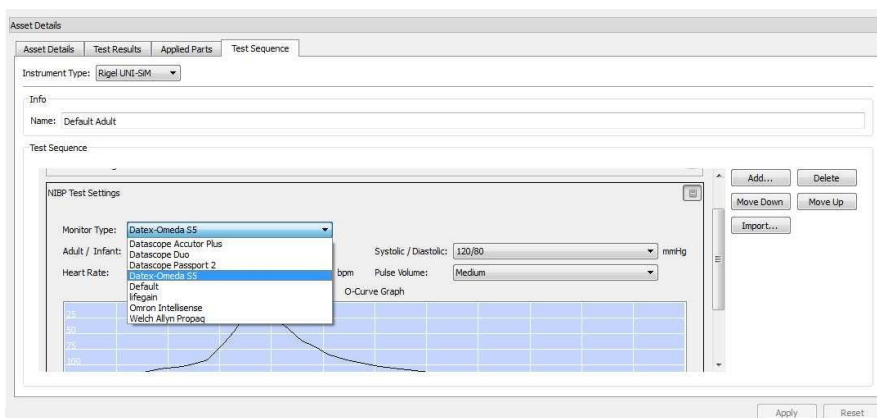 Asset Details
Asset Details Test Results Applied Parts Test Sequence
Instrument Type: Rigel UNI-SiM
Info
Name: Default Adult
Test Sequence
Add... Delete
NIBP Test Settings
Move Down Move Up
Import...
Monitor Type: Datex-Omeda S5
Adult / Infant:
Heart Rate:
Datascope Accutor Plus
Datascope Duo
Datascope Passport 2
Datex-Omeda S5
Default
lifegain
Omron Intellisense
Welch Allyn Propaq
Systolic / Diastolic: 120/80 mmHg
bpm Pulse Volume: Medium
O-Curve Graph
25
50
75
100
Apply Reset